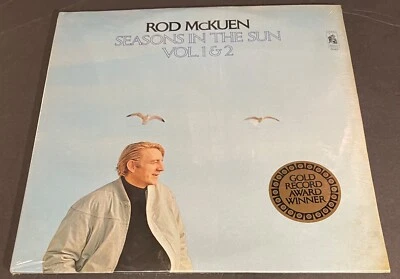 ROD McKUEN
SEASONS IN THE SUN
VOL. 1 & 2
GOLD
RECORD
AWARD
WINNER